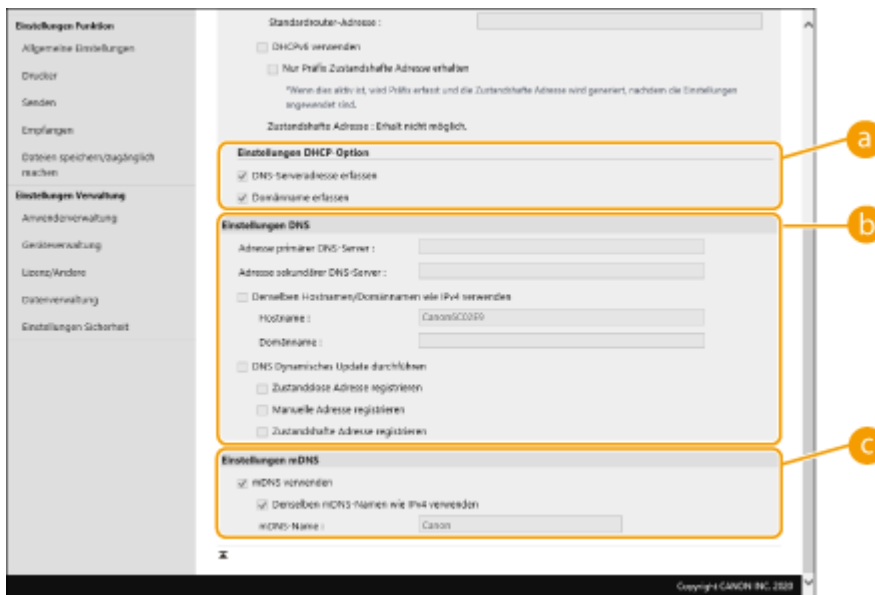 Einstellungen Funktion
Allgemeine Einstellungen
Drucker
Senden
Empfangen
Dateien speichern/zugänglich
machen
Einstellungen Verwaltung
Anwenderverwaltung
Geräteverwaltung
Lizenz/Andere
Datenverwaltung
Einstellungen Sicherheit
Standardrouter-Adresse :
DHCPv6 verwenden
Nur Präfix Zustandshafte Adresse erhalten
*Wenn dies aktiv ist, wird Präfix erfasst und die Zustandshafte Adresse wird generiert, nachdem die Einstellungen
angewendet sind.
Zustandshafte Adresse : Erhalt nicht möglich.
Einstellungen DHCP-Option
DNS-Serveradresse erfassen
Domänname erfassen
a
Einstellungen DNS
Adresse primärer DNS-Server :
Adresse sekundärer DNS-Server :
Denselben Hostnamen/Domännamen wie IPv4 verwenden
Hostname :
Domänname :
DNS Dynamisches Update durchführen
Zustandslose Adresse registrieren
Manuelle Adresse registrieren
Zustandshafte Adresse registrieren
b
Einstellungen mDNS
mDNS verwenden
Denselben mDNS-Namen wie IPv4 verwenden
mDNS-Name : Canon
c
Copyright CANON INC. 2020